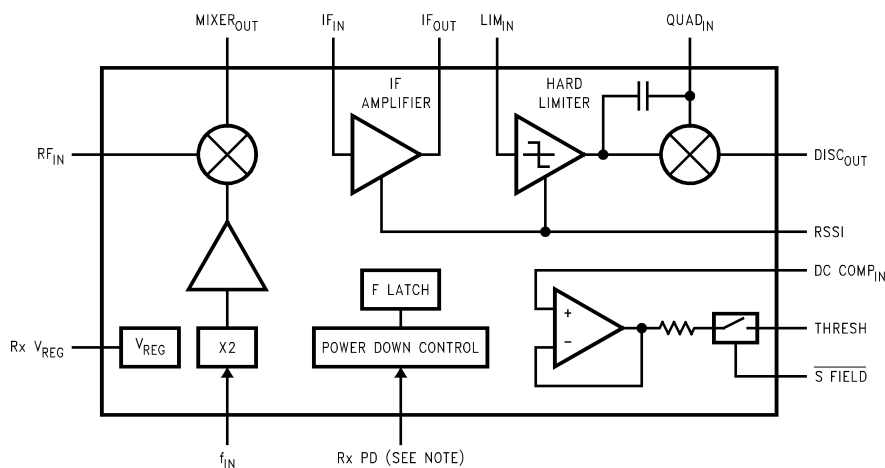 MIXER_OUT IF_IN IF_OUT LIM_IN QUAD_IN
IF
AMPLIFIER
HARD
LIMITER
RF_IN
DISC_OUT
RSSI
DC COMP_IN
F LATCH
+
−
THRESH
Rx V_REG
V_REG
X2
POWER DOWN CONTROL
S FIELD
f_IN
Rx PD (SEE NOTE)